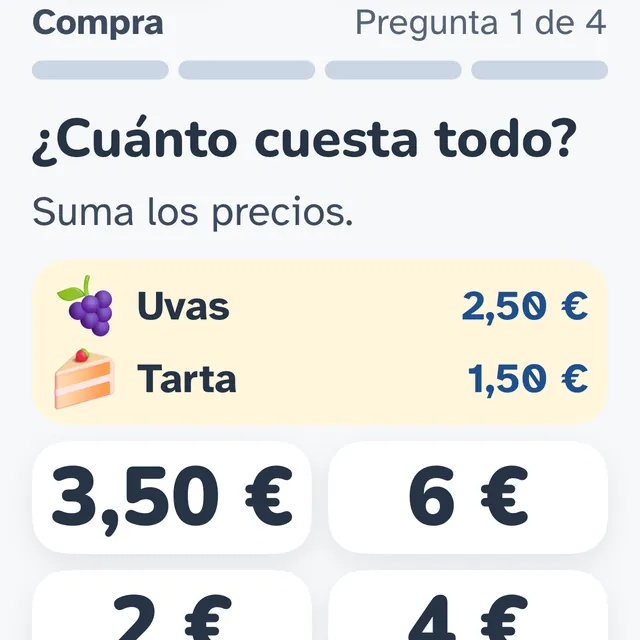 Compra Pregunta 1 de 4
¿Cuánto cuesta todo?
Suma los precios.
Uvas 2,50 €
Tarta 1,50 €
3,50 € 6 €
2 € 4 €